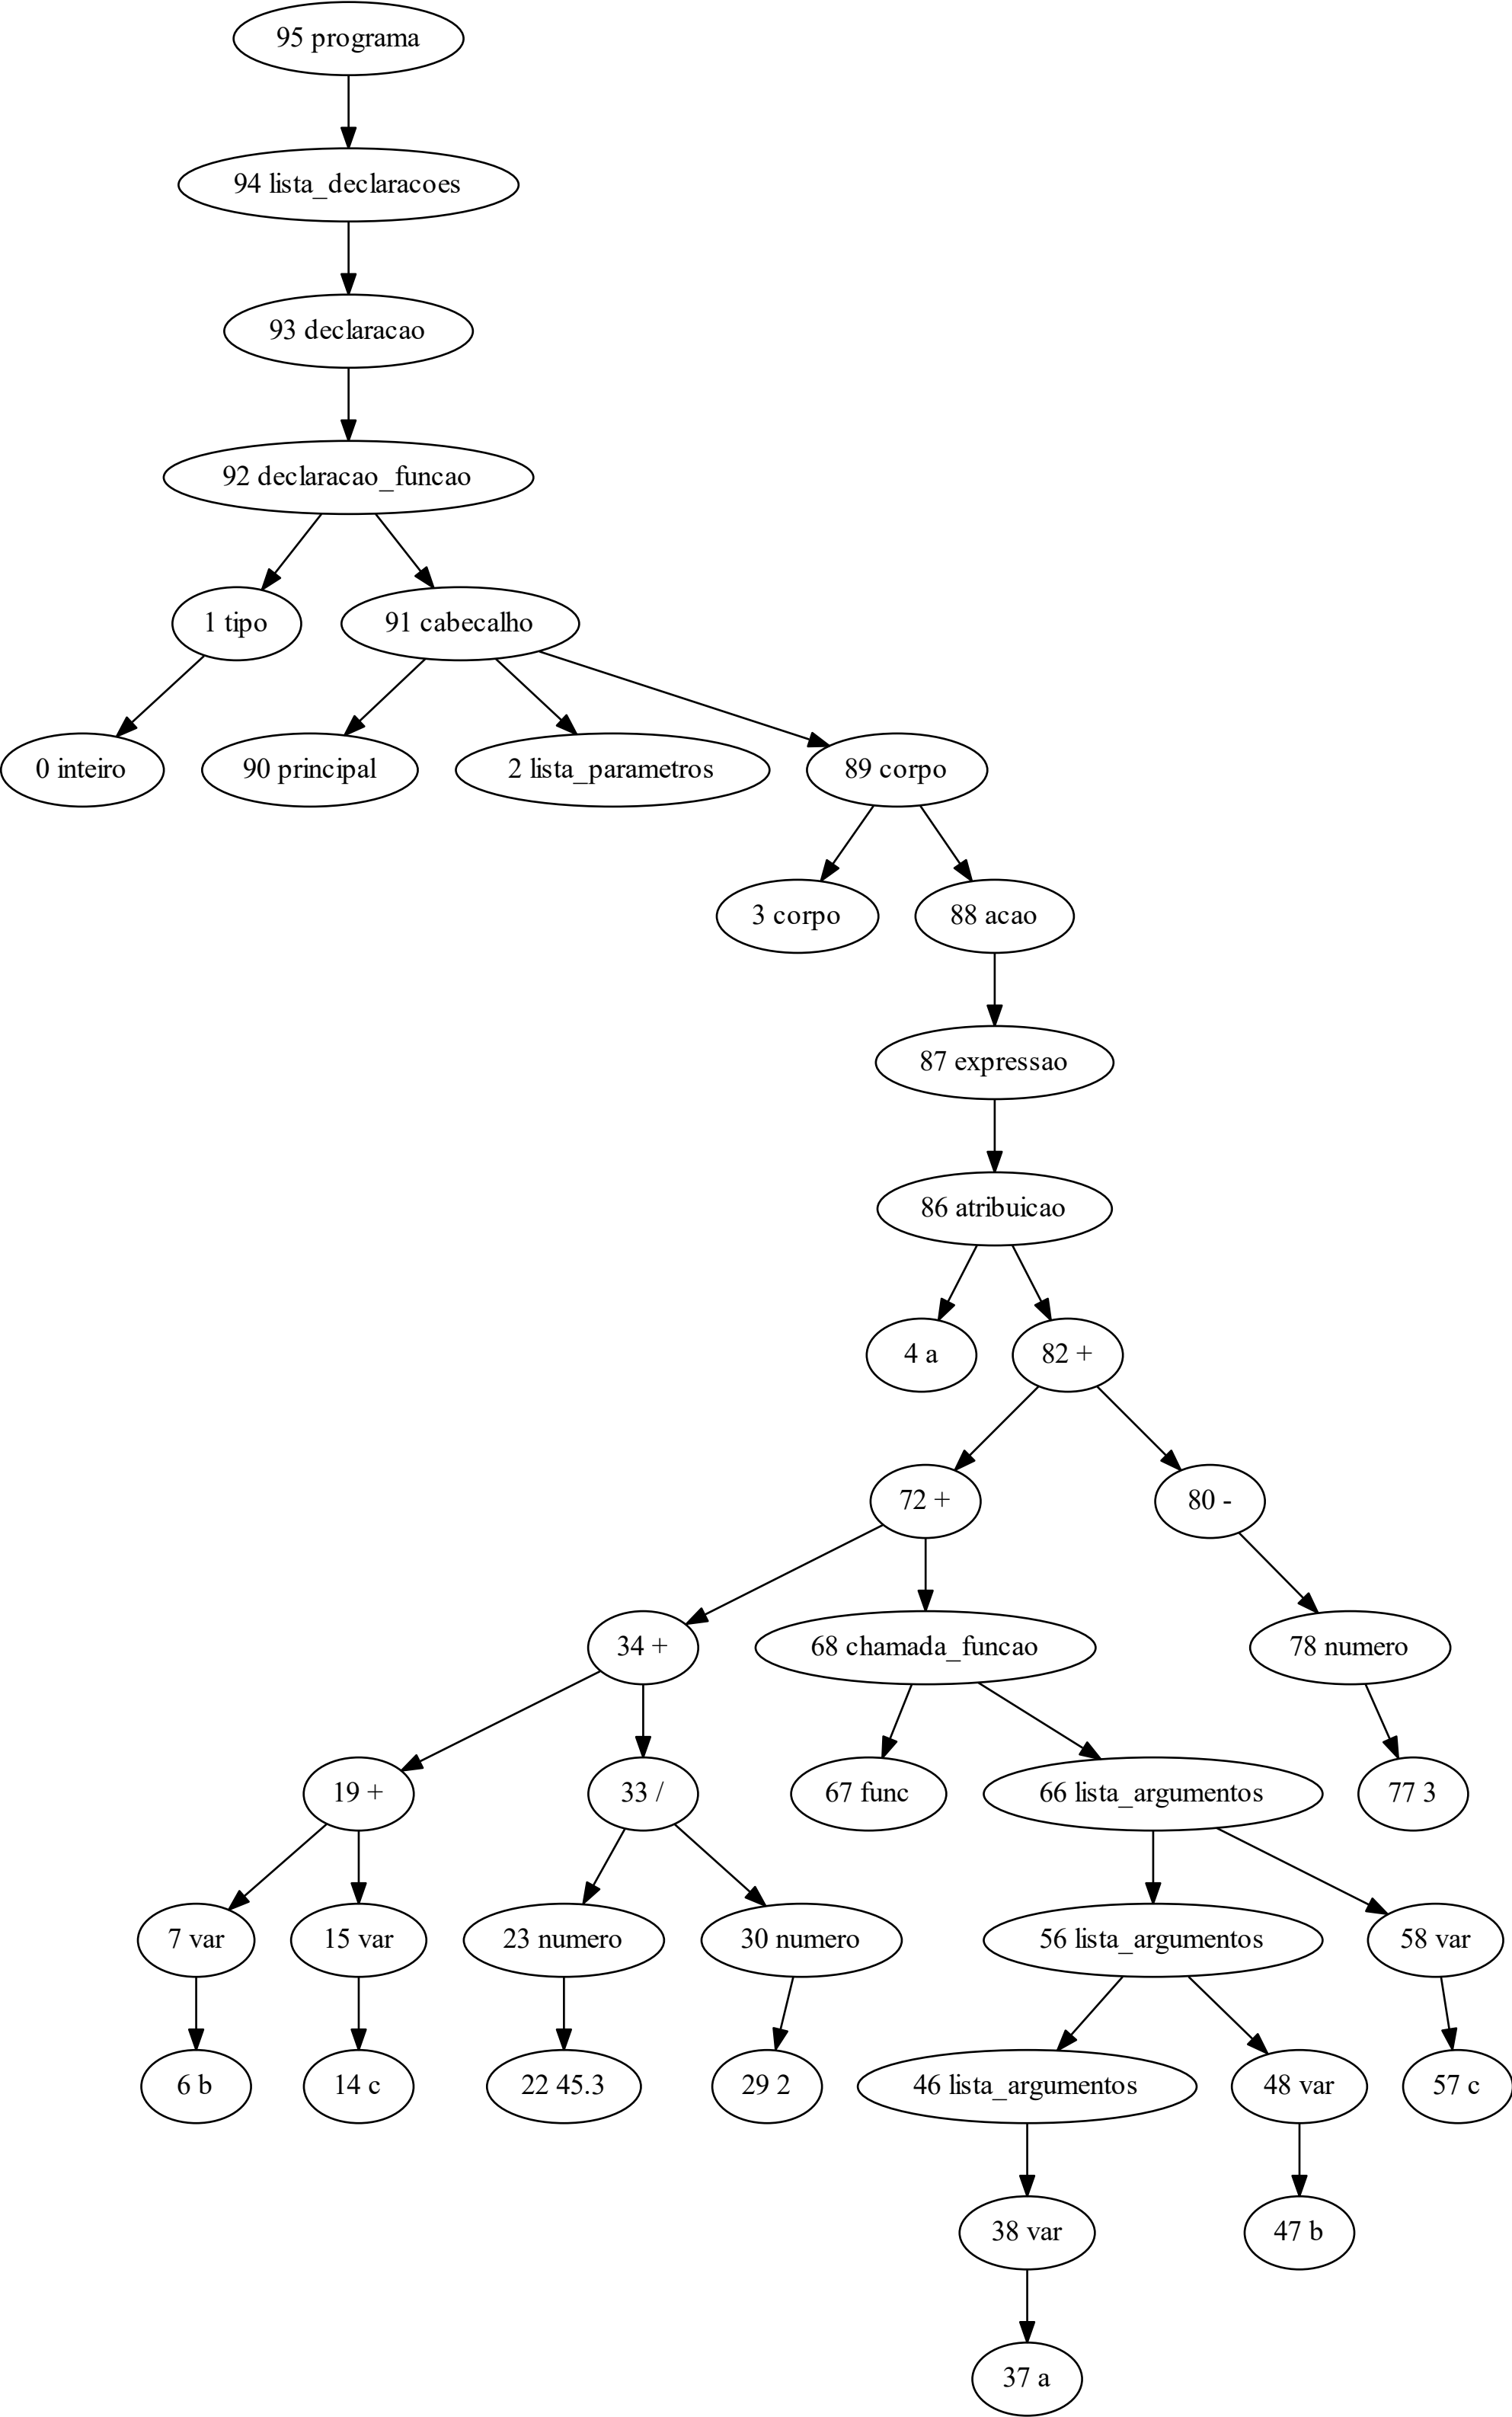 95 programa
94 lista_declaracoes
93 declaracao
92 declaracao_funcao
1 tipo
91 cabecalho
0 inteiro
90 principal
2 lista_parametros
89 corpo
3 corpo
88 acao
87 expressao
86 atribuicao
4 a
82 +
72 +
80 -
34 +
68 chamada_funcao
78 numero
19 +
33 /
67 func
66 lista_argumentos
77 3
7 var
15 var
23 numero
30 numero
56 lista_argumentos
58 var
6 b
14 c
22 45.3
29 2
46 lista_argumentos
48 var
57 c
38 var
47 b
37 a